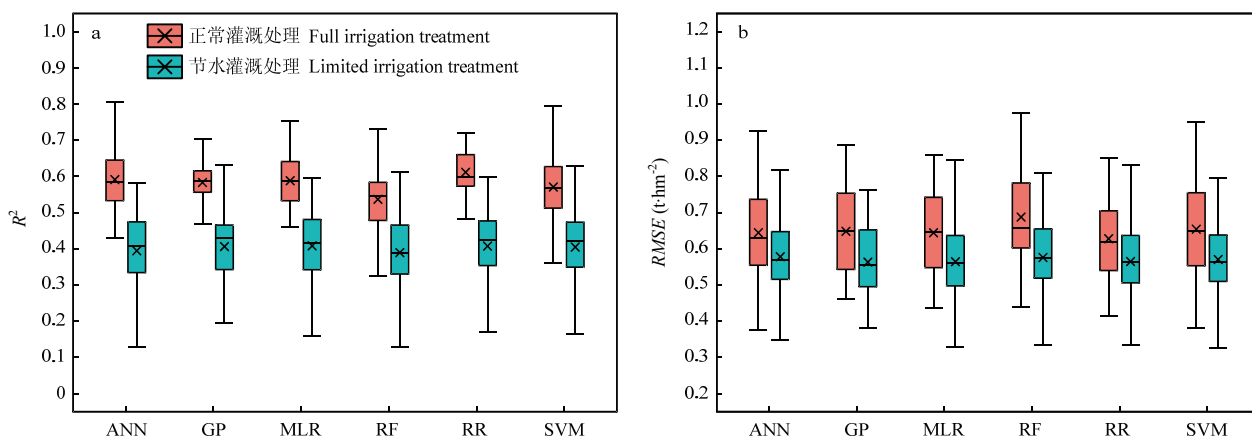 a
正常灌溉处理 Full irrigation treatment
节水灌溉处理 Limited irrigation treatment
R²
1.0
0.9
0.8
0.7
0.6
0.5
0.4
0.3
0.2
0.1
0
ANN GP MLR RF RR SVM
b
RMSE (t·hm⁻²)
1.2
1.1
1.0
0.9
0.8
0.7
0.6
0.5
0.4
0.3
0.2
ANN GP MLR RF RR SVM